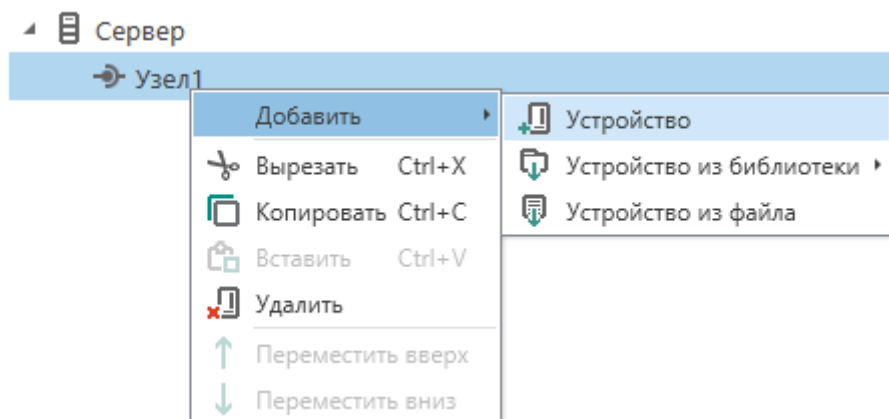 Сервер
Узел1
Добавить
Устройство
Вырезать Ctrl+X
Устройство из библиотеки
Копировать Ctrl+C
Устройство из файла
Вставить Ctrl+V
Удалить
Переместить вверх
Переместить вниз